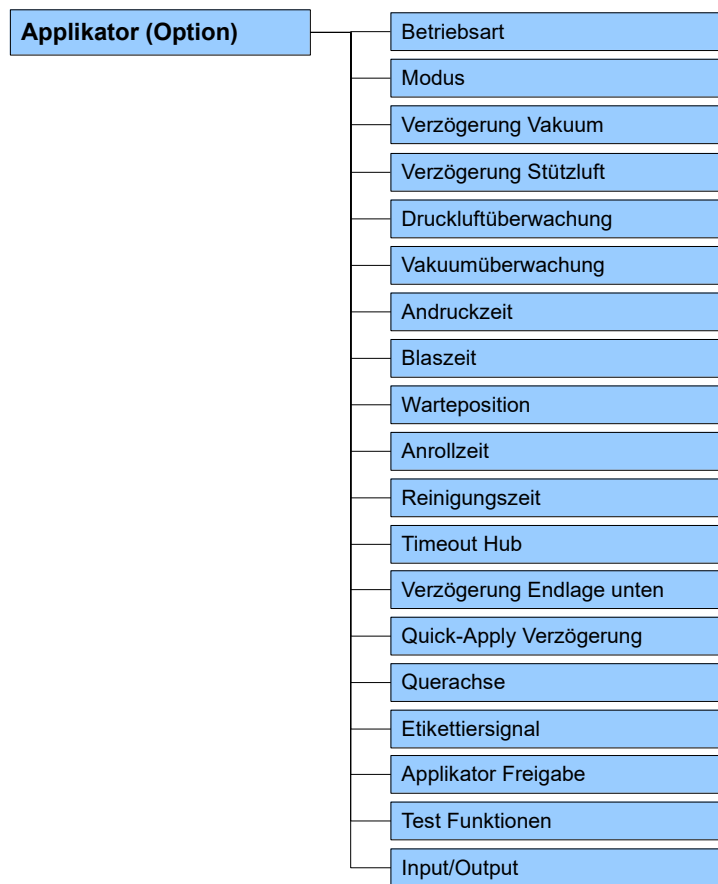 Applikator (Option)
Betriebsart
Modus
Verzögerung Vakuum
Verzögerung Stützluft
Druckluftüberwachung
Vakuumüberwachung
Andruckzeit
Blaszeit
Warteposition
Anrollzeit
Reinigungszeit
Timeout Hub
Verzögerung Endlage unten
Quick-Apply Verzögerung
Querachse
Etikettiersignal
Applikator Freigabe
Test Funktionen
Input/Output